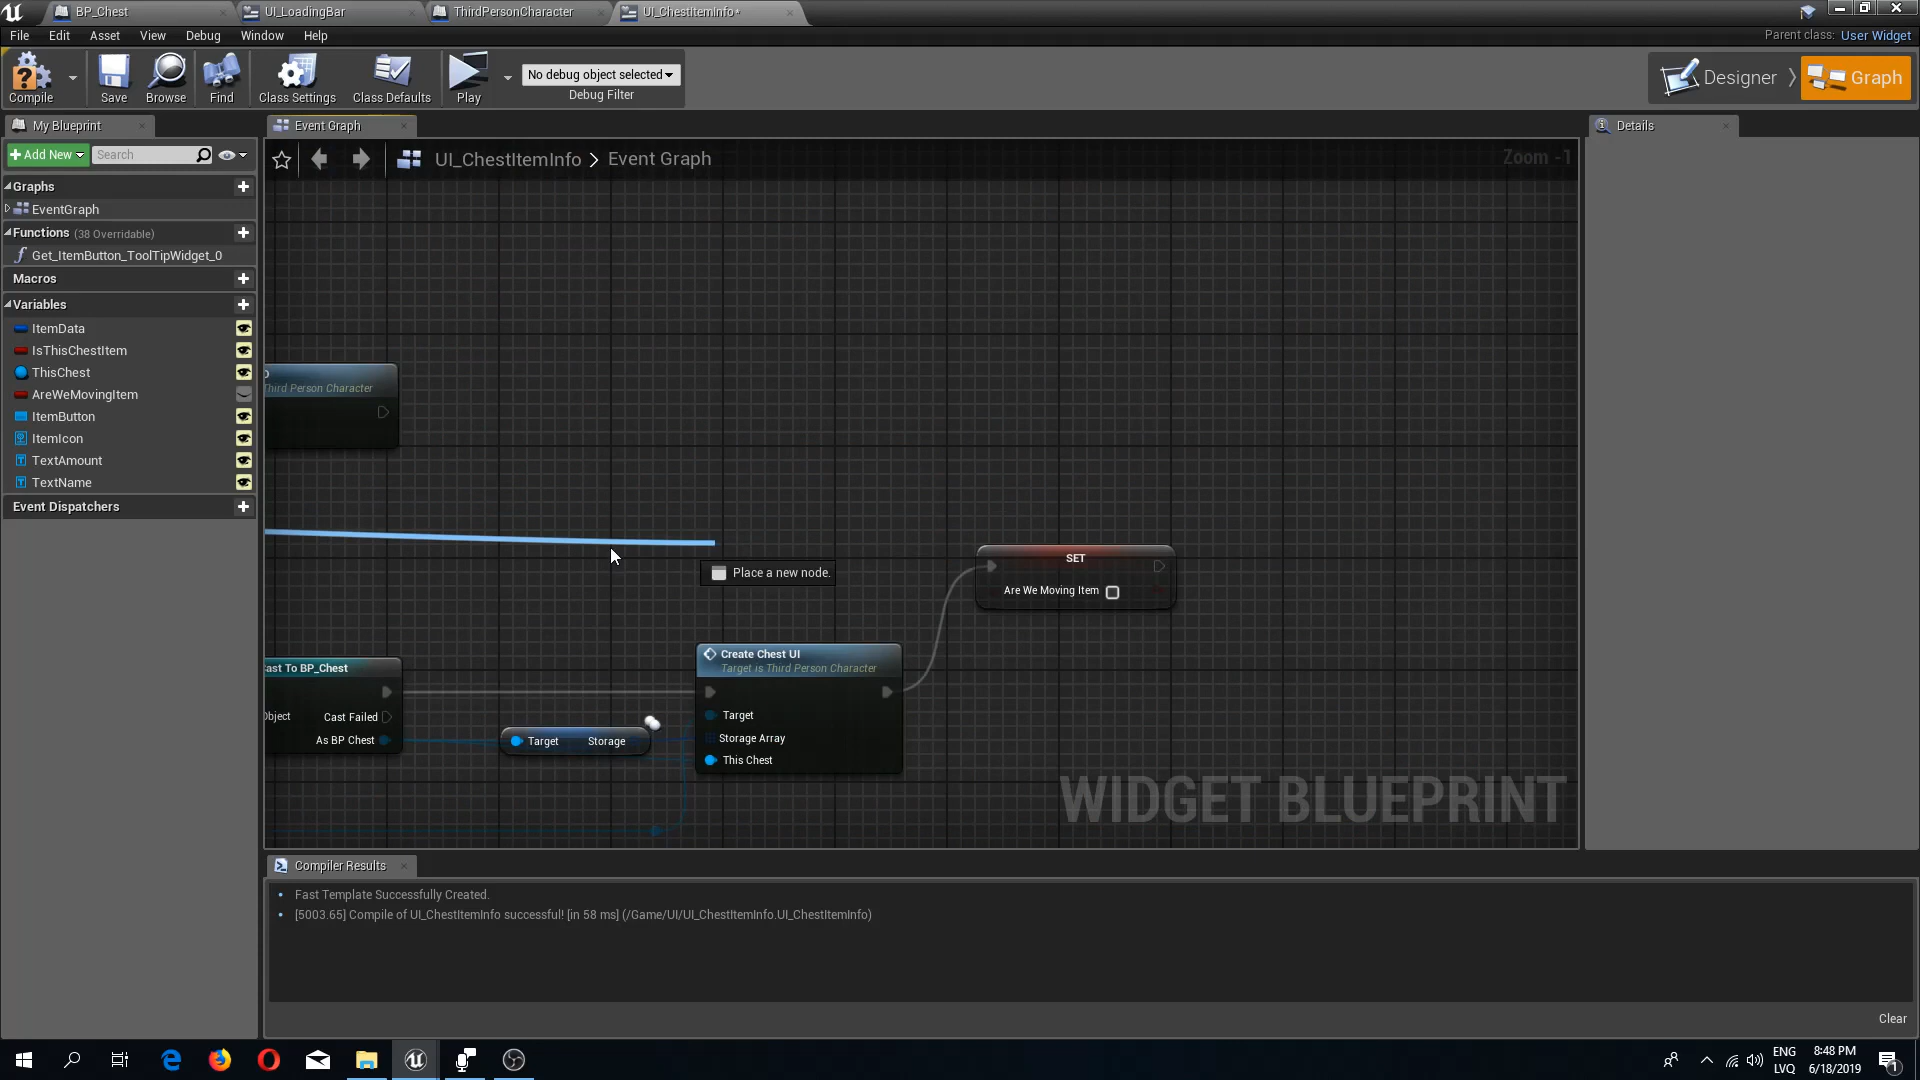 BP_Chest
UI_LoadingBar
ThirdPersonCharacter
UI_ChestItemInfo*
File Edit Asset View Debug Window Help
Parent class: User Widget
Compile
Save
Browse
Find
Class Settings
Class Defaults
Play
No debug object selected
Debug Filter
Designer
Graph
My Blueprint
Event Graph
Details
Add New
Search
UI_ChestItemInfo > Event Graph
Zoom -1
Graphs
EventGraph
Functions (38 Overridable)
Get_ItemButton_ToolTipWidget_0
Macros
Variables
ItemData
IsThisChestItem
ThisChest
AreWeMovingItem
ItemButton
ItemIcon
TextAmount
TextName
Event Dispatchers
Third Person Character
Place a new node.
SET
Are We Moving Item
Cast To BP_Chest
Object
Cast Failed
As BP Chest
Target Storage
Create Chest UI
Target is Third Person Character
Target
Storage Array
This Chest
WIDGET BLUEPRINT
Compiler Results
Fast Template Successfully Created.
[5003.65] Compile of UI_ChestItemInfo successful! [in 58 ms] (/Game/UI/UI_ChestItemInfo.UI_ChestItemInfo)
Clear
ENG
LVQ
8:48 PM
6/18/2019
1